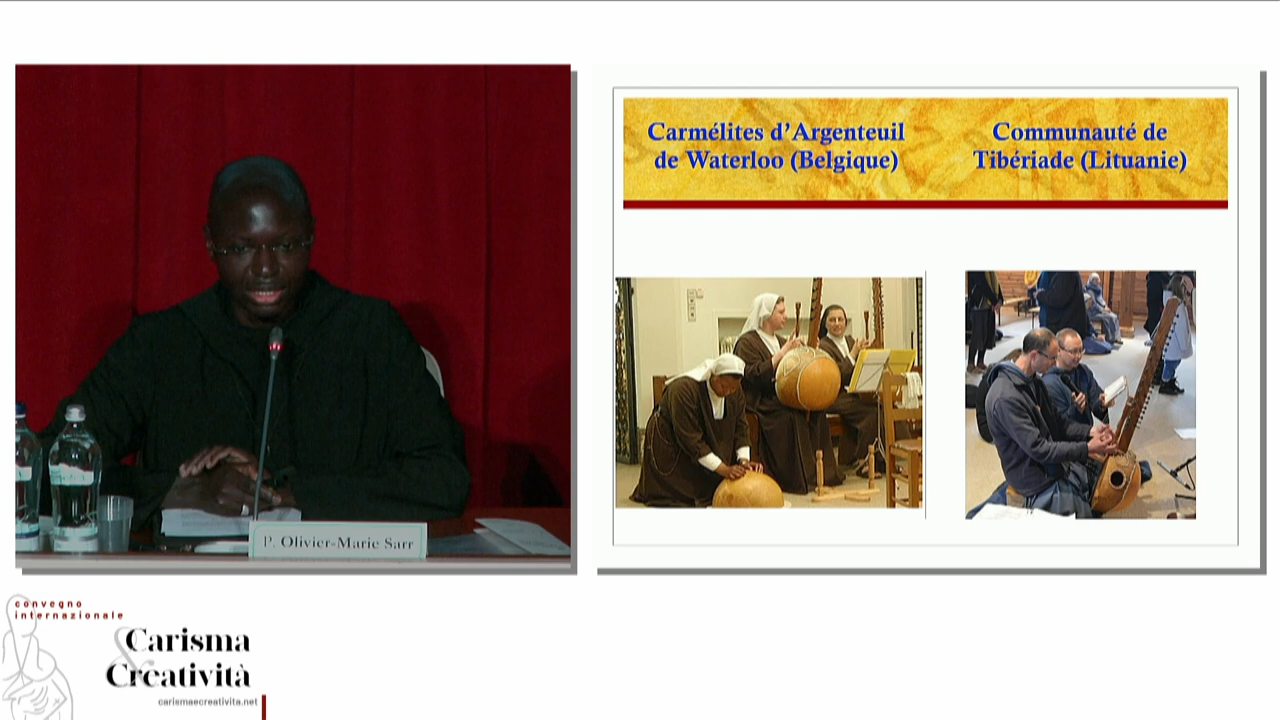 Carmélites d'Argenteuil
de Waterloo (Belgique)
Communauté de
Tibériade (Lituanie)
P. Olivier-Marie Sarr
convegno
internazionale
Carisma
&
Creatività
carismaecreativita.net